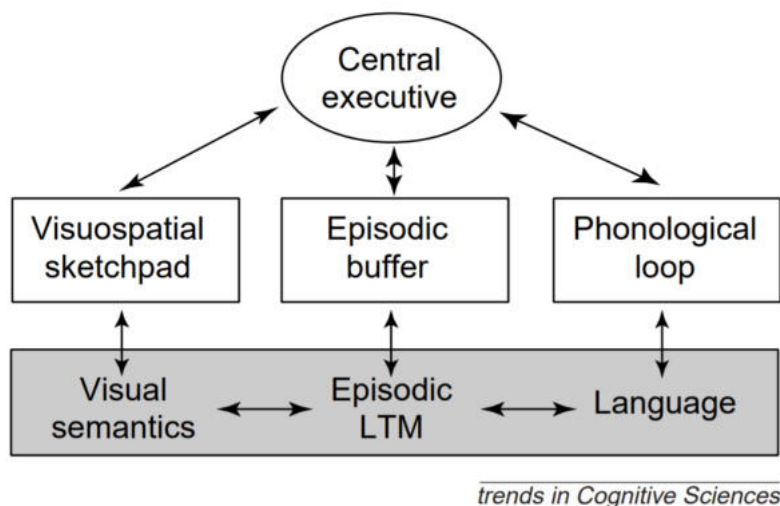 Central
executive
Visuospatial
sketchpad
Episodic
buffer
Phonological
loop
Visual
semantics
Episodic
LTM
Language
trends in Cognitive Sciences